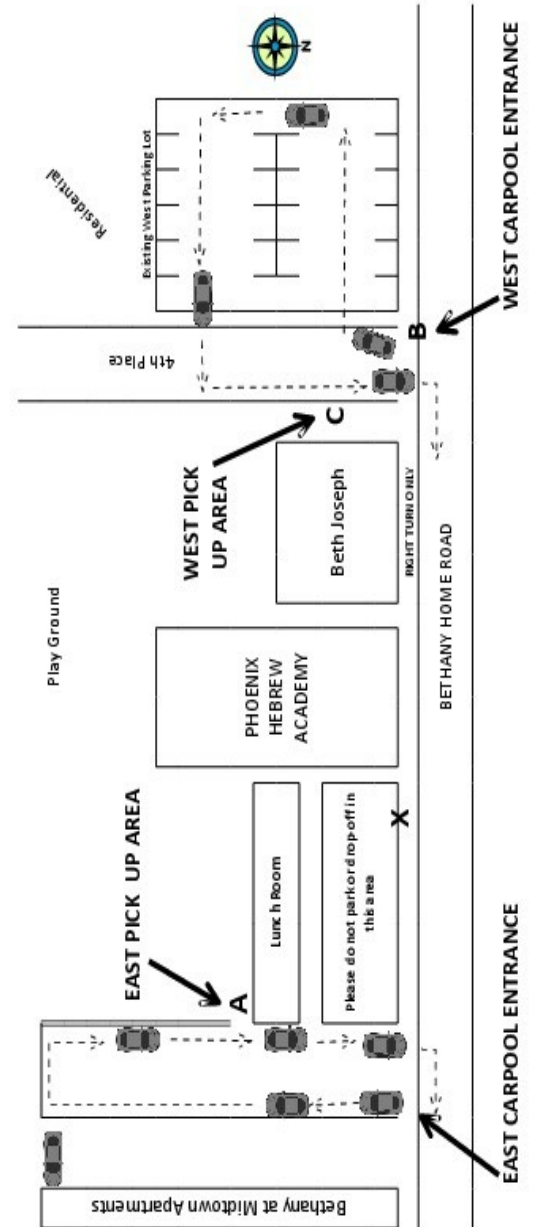 Bethany at Midtown Apartments
Play Ground
4th Place
Residential
Existing West Parking Lot
N
EAST PICK UP AREA
WEST PICK
UP AREA
A
C
Lunch Room
PHOENIX
HEBREW
ACADEMY
Beth Joseph
Please do not park or drop-off in
this area
X
RIGHT TURN ONLY
B
BETHANY HOME ROAD
EAST CARPOOL ENTRANCE
WEST CARPOOL ENTRANCE